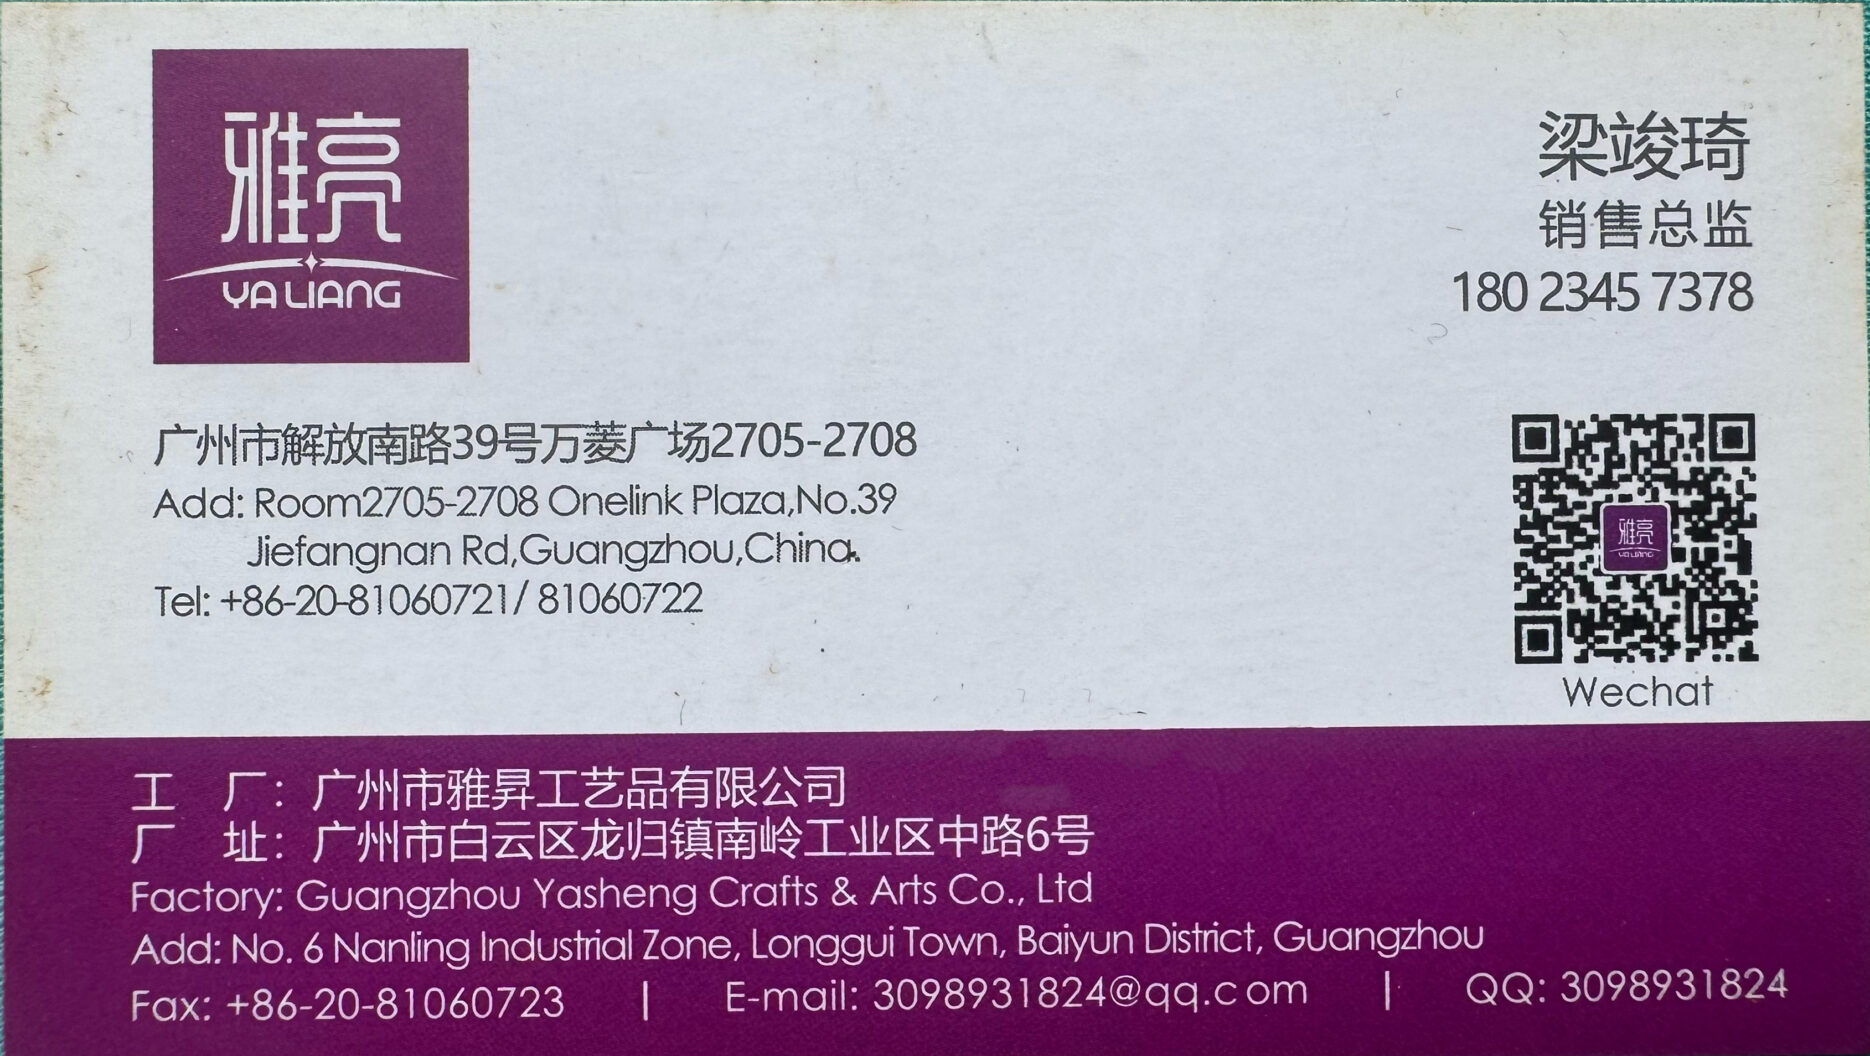 雅亮
YA LIANG
梁竣琦
销售总监
180 2345 7378
广州市解放南路39号万菱广场2705-2708
Add: Room2705-2708 Onelink Plaza,No.39
Jiefangnan Rd,Guangzhou,China.
Tel: +86-20-81060721/ 81060722
雅亮
YA LIANG
Wechat
工 厂：广州市雅昇工艺品有限公司
厂 址：广州市白云区龙归镇南岭工业区中路6号
Factory: Guangzhou Yasheng Crafts & Arts Co., Ltd
Add: No. 6 Nanling Industrial Zone, Longgui Town, Baiyun District, Guangzhou
Fax: +86-20-81060723 | E-mail: 3098931824@qq.com | QQ: 3098931824